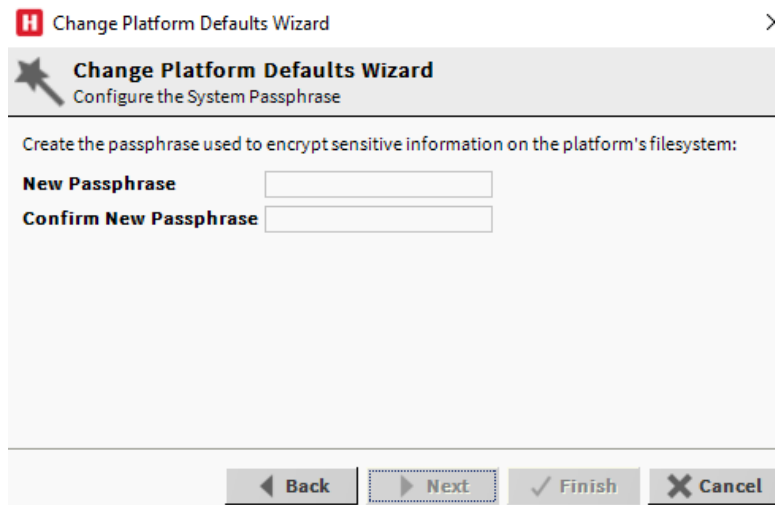 H Change Platform Defaults Wizard
Change Platform Defaults Wizard
Configure the System Passphrase
Create the passphrase used to encrypt sensitive information on the platform's filesystem:
New Passphrase
Confirm New Passphrase
Back Next Finish Cancel